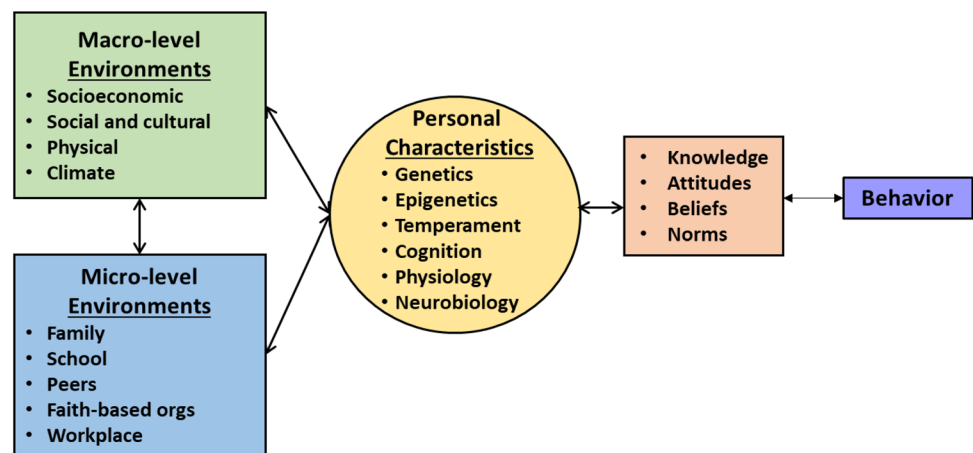 Macro-level
Environments
• Socioeconomic
• Social and cultural
• Physical
• Climate
Micro-level
Environments
• Family
• School
• Peers
• Faith-based orgs
• Workplace
Personal
Characteristics
• Genetics
• Epigenetics
• Temperament
• Cognition
• Physiology
• Neurobiology
• Knowledge
• Attitudes
• Beliefs
• Norms
Behavior